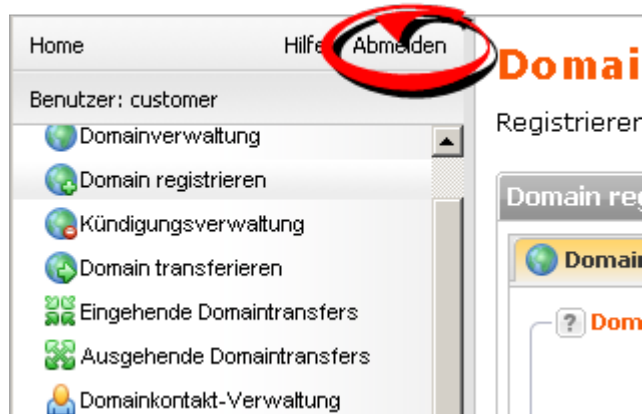 Home Hilfe Abmelden
Benutzer: customer
Domainverwaltung
Domain registrieren
Kündigungsverwaltung
Domain transferieren
Eingehende Domaintransfers
Ausgehende Domaintransfers
Domainkontakt-Verwaltung
Domai
Registrieren
Domain reg
Domain
? Doma